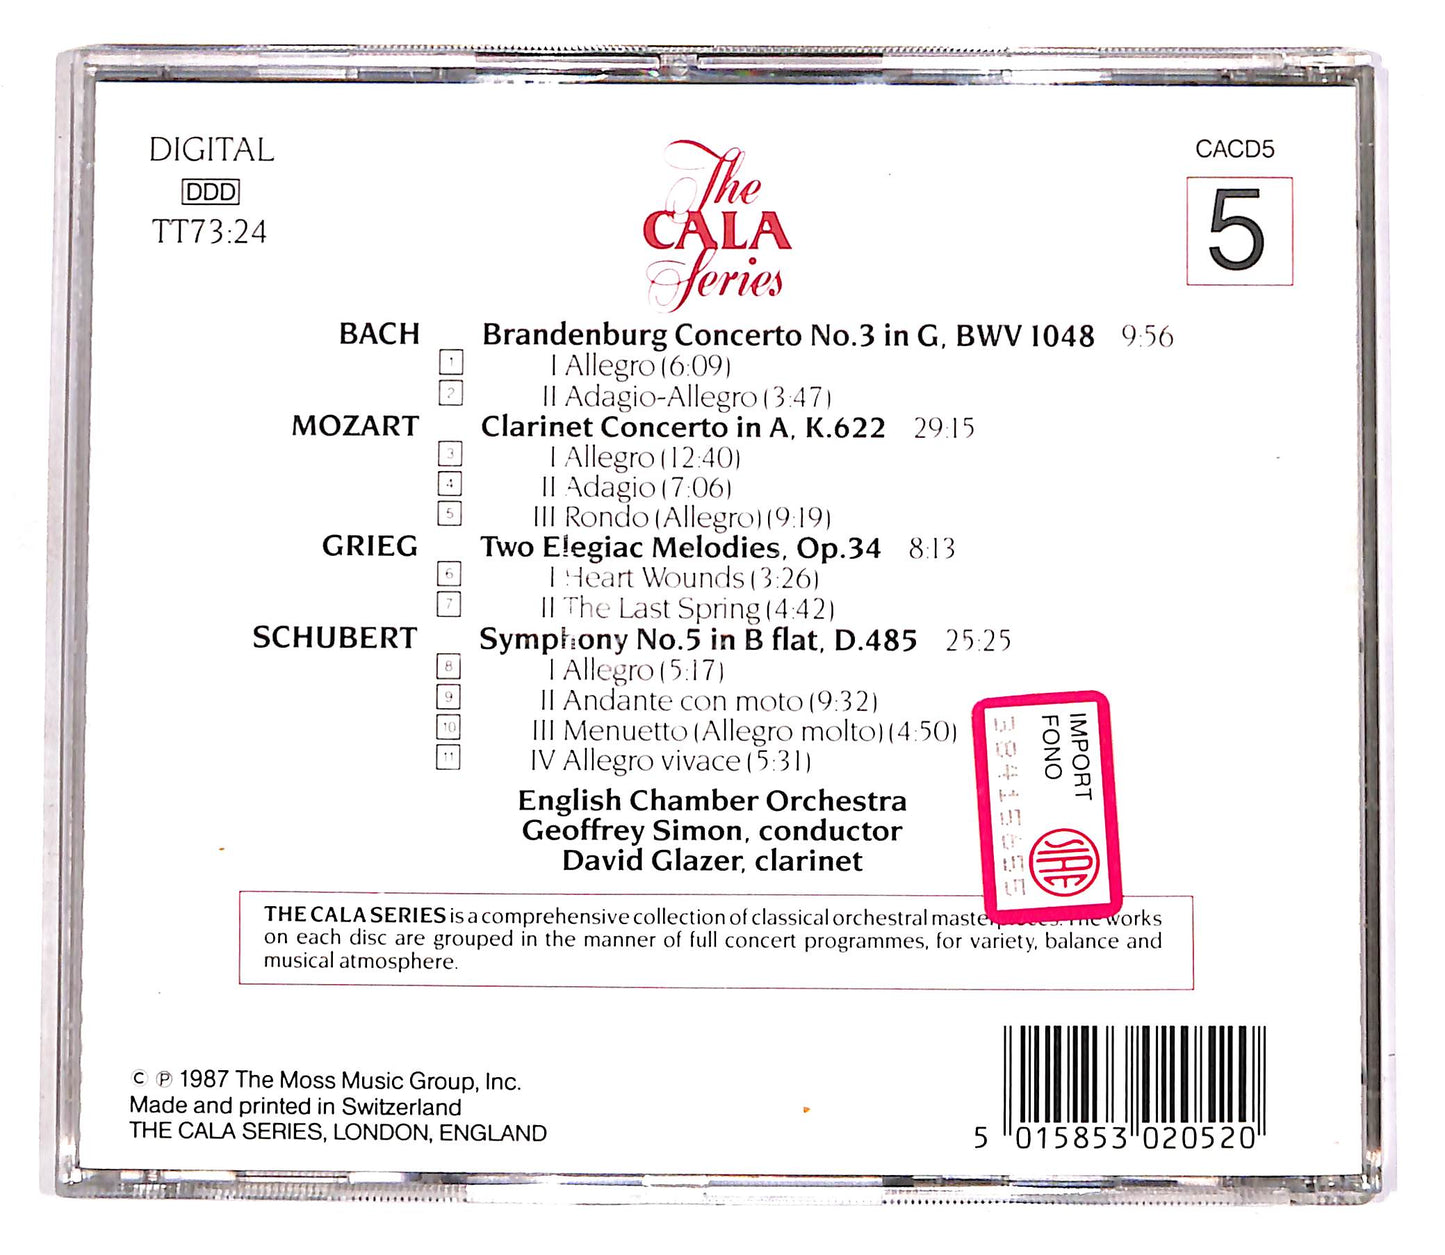 DIGITAL
DDD
TT73:24
The
CALA
Series
CACD5
5
BACH Brandenburg Concerto No.3 in G, BWV 1048 9:56
1 I Allegro (6:09)
2 II Adagio-Allegro (3:47)
MOZART Clarinet Concerto in A, K.622 29:15
3 I Allegro (12:40)
4 II Adagio (7:06)
5 III Rondo (Allegro) (9:19)
GRIEG Two Elegiac Melodies, Op.34 8:13
6 I Heart Wounds (3:26)
7 II The Last Spring (4:42)
SCHUBERT Symphony No.5 in B flat, D.485 25:25
8 I Allegro (5:17)
9 II Andante con moto (9:32)
10 III Menuetto (Allegro molto) (4:50)
11 IV Allegro vivace (5:31)
English Chamber Orchestra
Geoffrey Simon, conductor
David Glazer, clarinet
IMPORT
FONO
SIAE
THE CALA SERIES is a comprehensive collection of classical orchestral masterpieces. The works
on each disc are grouped in the manner of full concert programmes, for variety, balance and
musical atmosphere.
© ℗ 1987 The Moss Music Group, Inc.
Made and printed in Switzerland
THE CALA SERIES, LONDON, ENGLAND
5 015853 020520